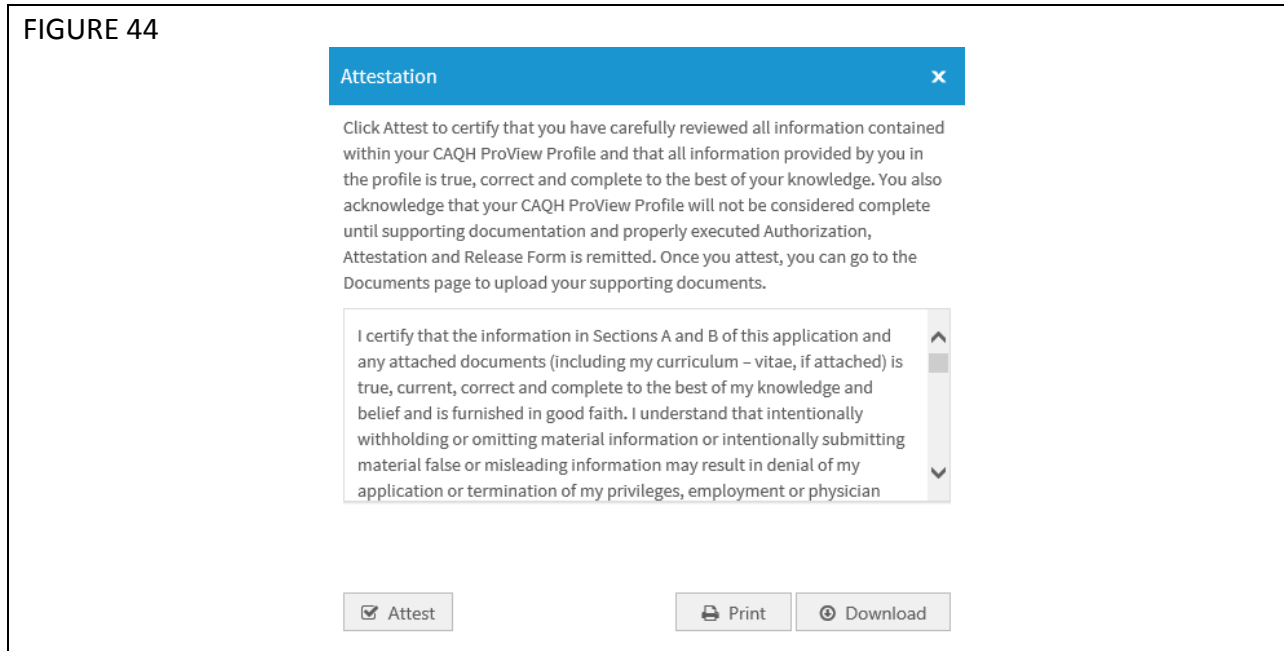 FIGURE 44
Attestation
Click Attest to certify that you have carefully reviewed all information contained
within your CAQH ProView Profile and that all information provided by you in
the profile is true, correct and complete to the best of your knowledge. You also
acknowledge that your CAQH ProView Profile will not be considered complete
until supporting documentation and properly executed Authorization,
Attestation and Release Form is remitted. Once you attest, you can go to the
Documents page to upload your supporting documents.
I certify that the information in Sections A and B of this application and
any attached documents (including my curriculum – vitae, if attached) is
true, current, correct and complete to the best of my knowledge and
belief and is furnished in good faith. I understand that intentionally
withholding or omitting material information or intentionally submitting
material false or misleading information may result in denial of my
application or termination of my privileges, employment or physician
Attest Print Download